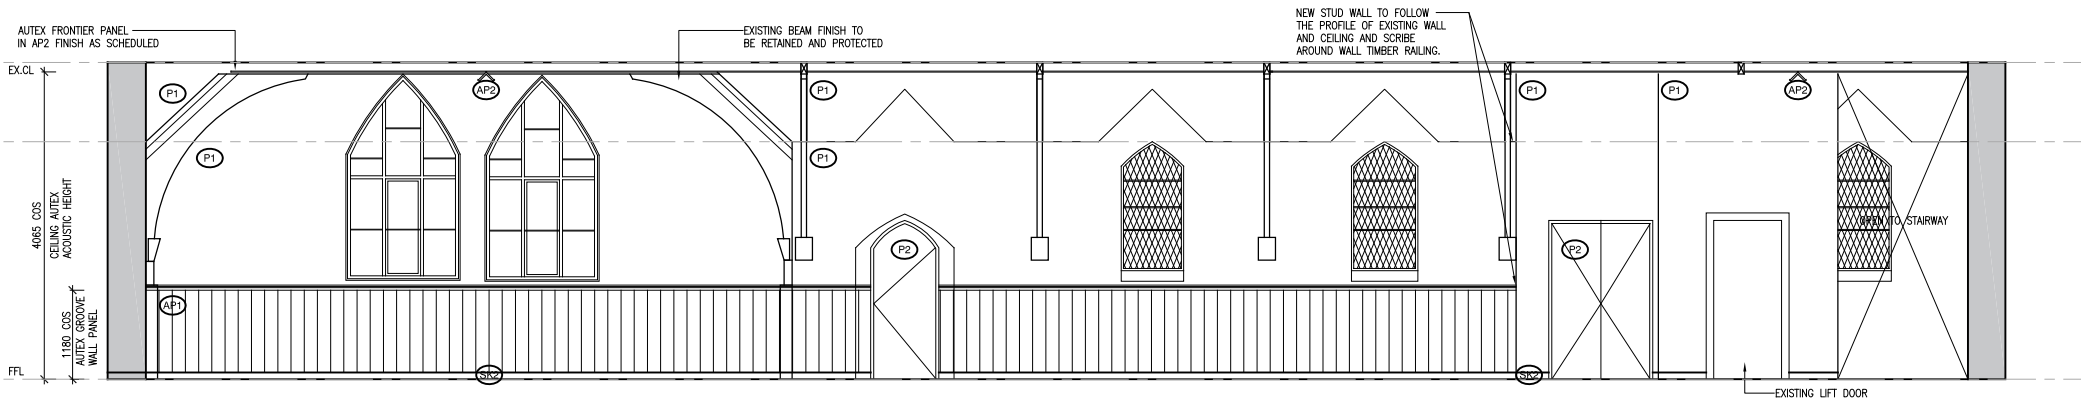 AUTEX FRONTIER PANEL
IN AP2 FINISH AS SCHEDULED
EXISTING BEAM FINISH TO
BE RETAINED AND PROTECTED
NEW STUD WALL TO FOLLOW
THE PROFILE OF EXISTING WALL
AND CEILING AND SCRIBE
AROUND WALL TIMBER RAILING.
EX.CL
P1
AP2
P1
P1
P1
AP2
P1
P1
4065 COS
CEILING AUTEX
ACOUSTIC HEIGHT
OPEN TO STAIRWAY
P2
P2
AP1
1180 COS
AUTEX GROOVE
WALL PANEL
FFL
SK2
SK2
EXISTING LIFT DOOR